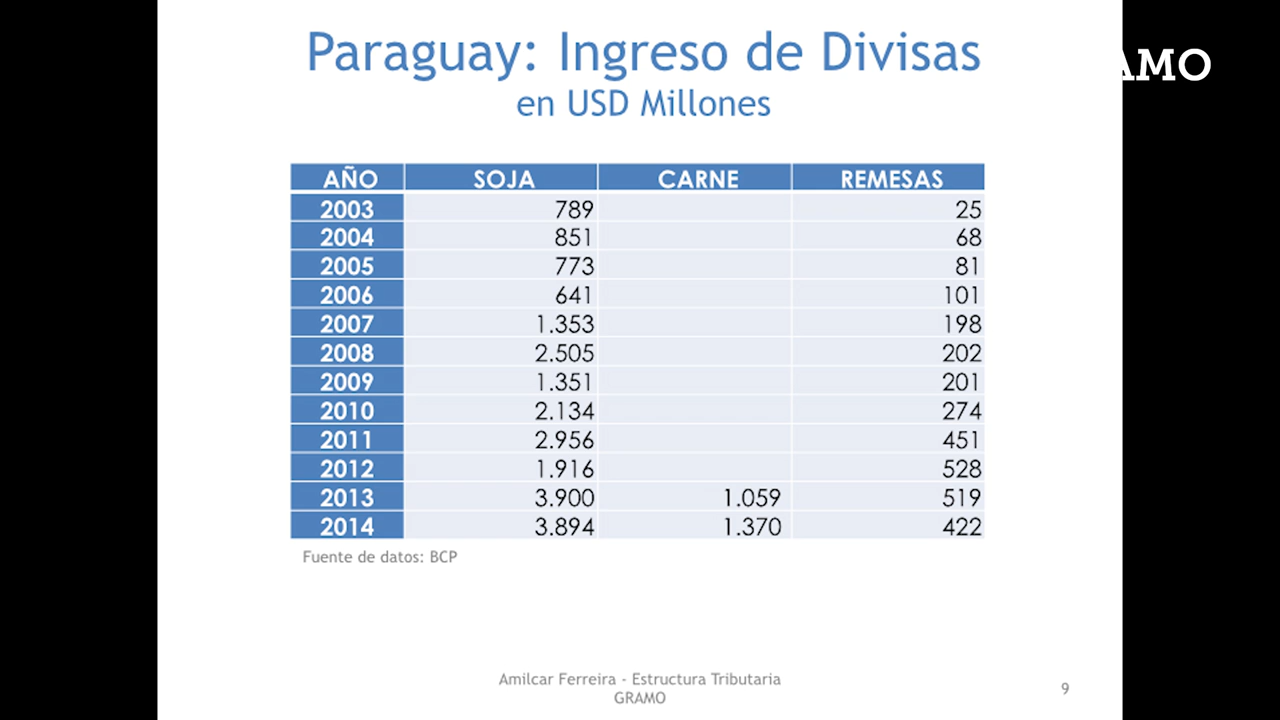 Paraguay: Ingreso de Divisas
en USD Millones
AMO
AÑO SOJA CARNE REMESAS
2003 789 25
2004 851 68
2005 773 81
2006 641 101
2007 1.353 198
2008 2.505 202
2009 1.351 201
2010 2.134 274
2011 2.956 451
2012 1.916 528
2013 3.900 1.059 519
2014 3.894 1.370 422
Fuente de datos: BCP
Amilcar Ferreira - Estructura Tributaria
GRAMO
9